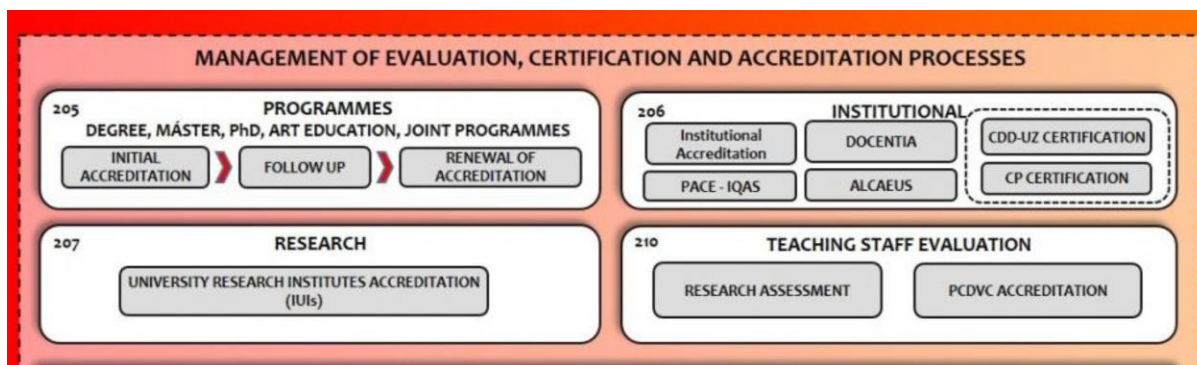 MANAGEMENT OF EVALUATION, CERTIFICATION AND ACCREDITATION PROCESSES
205
PROGRAMMES
DEGREE, MÁSTER, PhD, ART EDUCATION, JOINT PROGRAMMES
INITIAL
ACCREDITATION
FOLLOW UP
RENEWAL OF
ACCREDITATION
206
INSTITUTIONAL
Institutional
Accreditation
DOCENTIA
CDD-UZ CERTIFICATION
PACE - IQAS
ALCAEUS
CP CERTIFICATION
207
RESEARCH
UNIVERSITY RESEARCH INSTITUTES ACCREDITATION
(IUIs)
210
TEACHING STAFF EVALUATION
RESEARCH ASSESSMENT
PCDVC ACCREDITATION